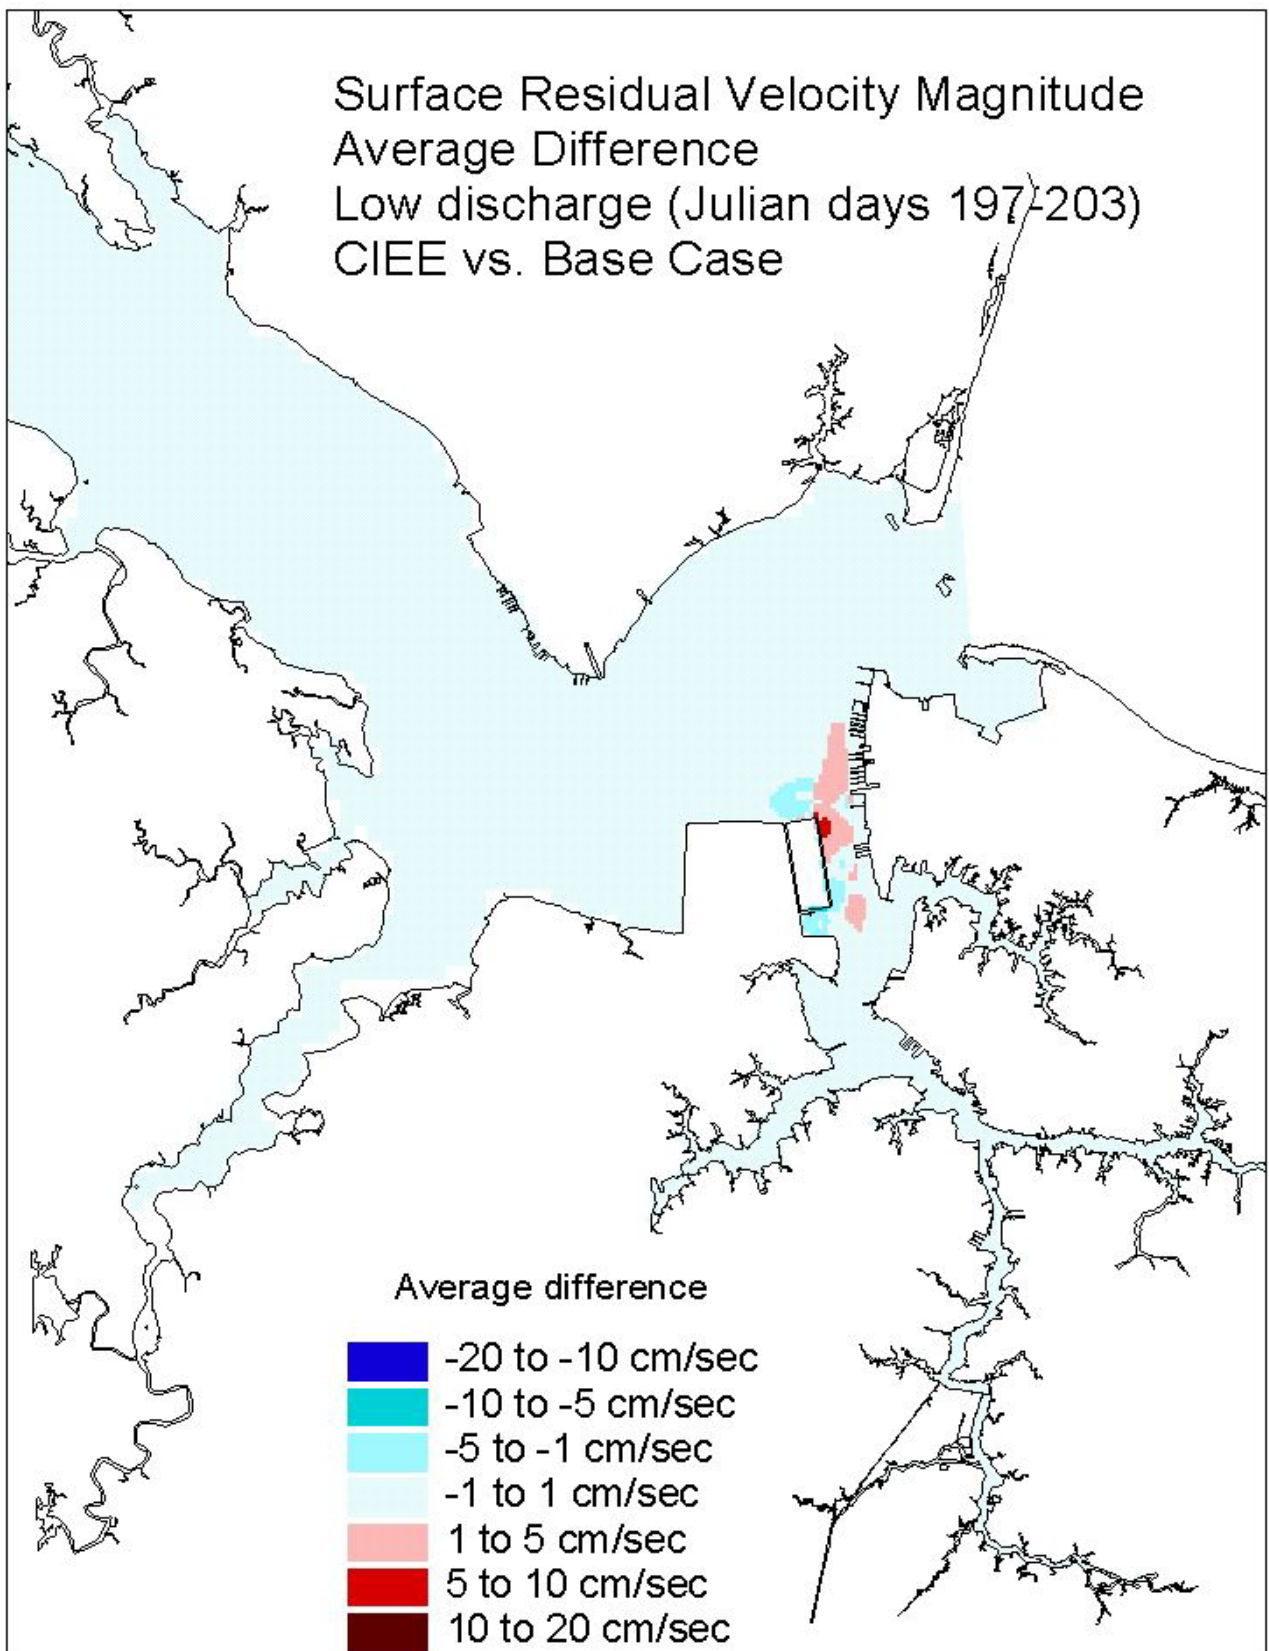 Surface Residual Velocity Magnitude
Average Difference
Low discharge (Julian days 197-203)
CIEE vs. Base Case
Average difference
-20 to -10 cm/sec
-10 to -5 cm/sec
-5 to -1 cm/sec
-1 to 1 cm/sec
1 to 5 cm/sec
5 to 10 cm/sec
10 to 20 cm/sec